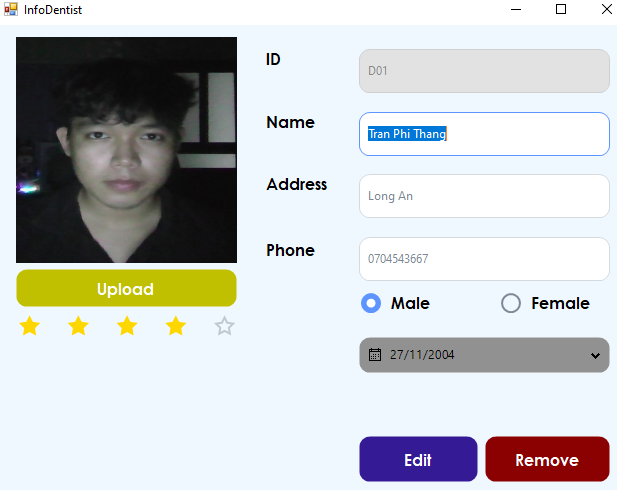 InfoDentist
ID
D01
Name
Tran Phi Thang
Address
Long An
Phone
0704543667
Upload
Male
Female
27/11/2004
Edit
Remove